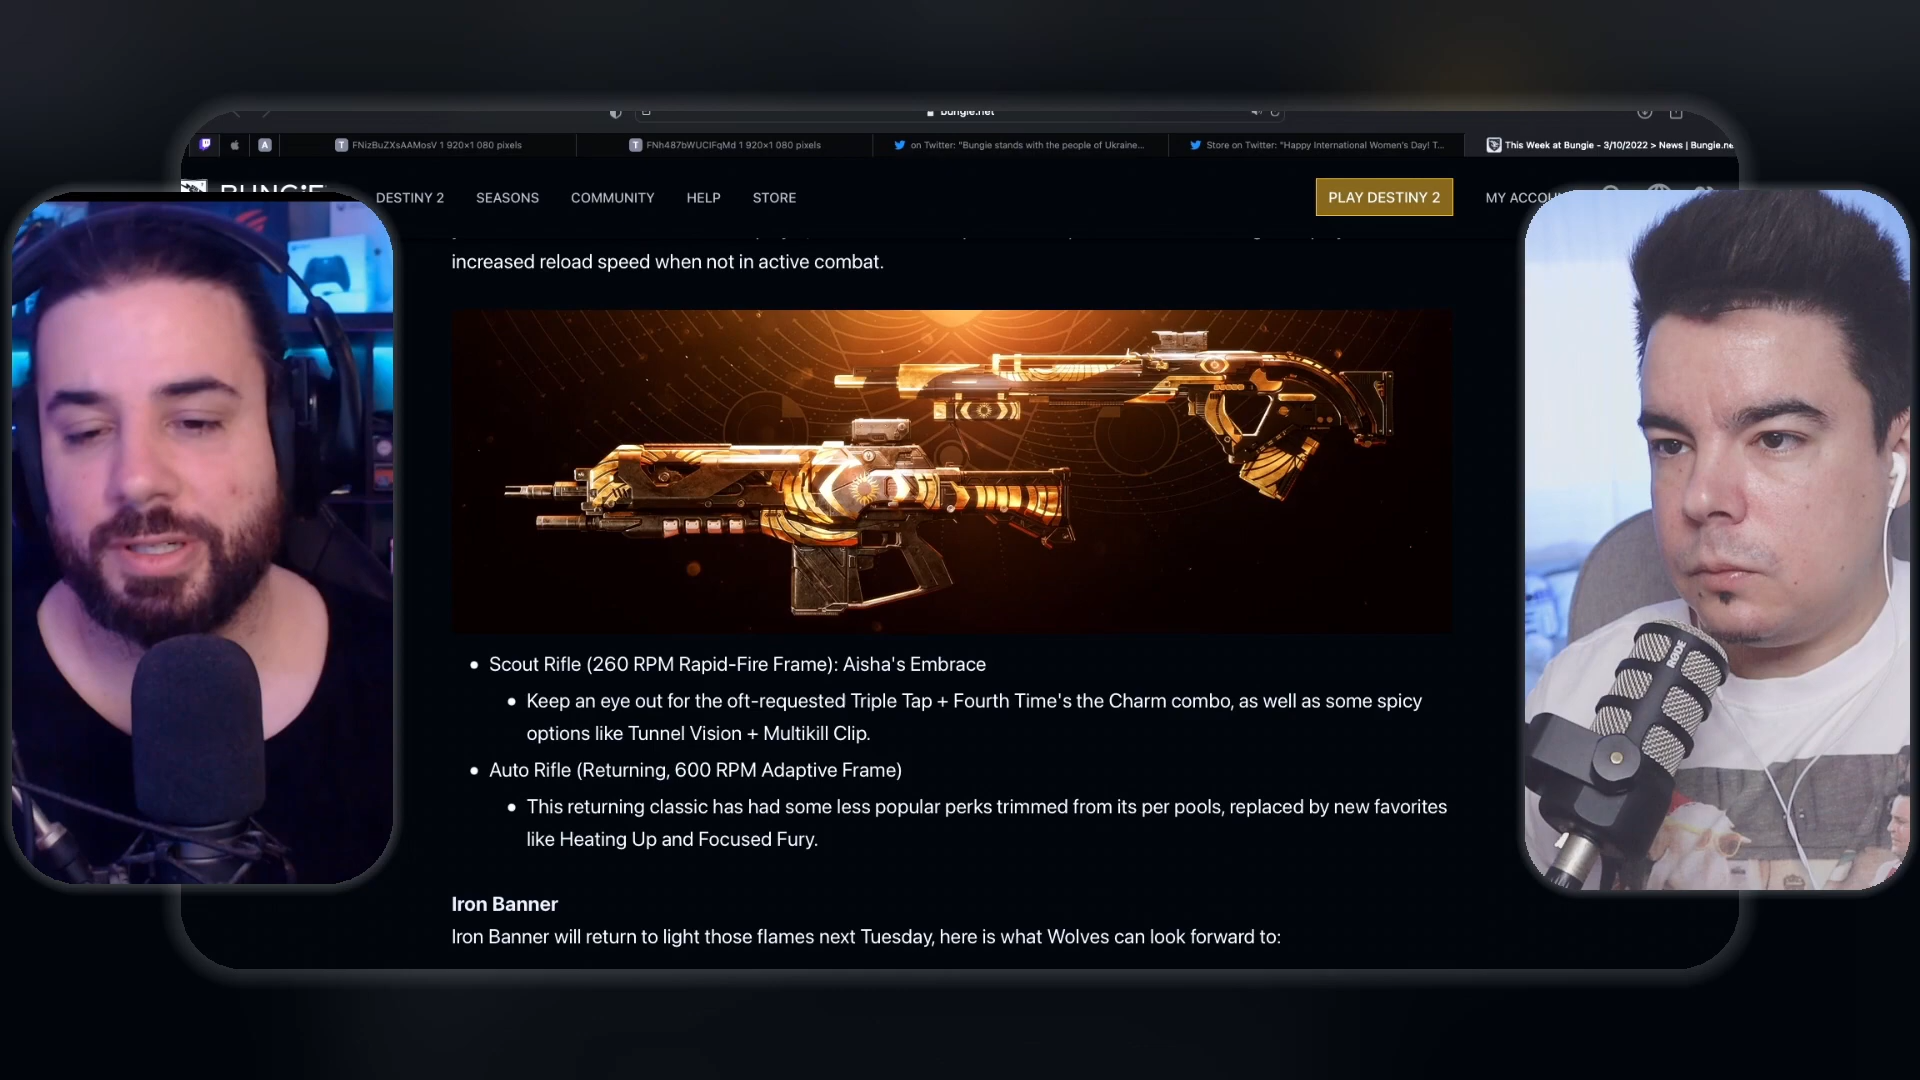 bungie.net
FNizBuZXsAAMosV 1 920×1 080 pixels
FNh487bWUCIFqMd 1 920×1 080 pixels
on Twitter: "Bungie stands with the people of Ukraine...
Store on Twitter: "Happy International Women's Day! T...
This Week at Bungie - 3/10/2022 > News | Bungie.ne
BUNGiE
DESTINY 2
SEASONS
COMMUNITY
HELP
STORE
PLAY DESTINY 2
MY ACCOU
increased reload speed when not in active combat.
• Scout Rifle (260 RPM Rapid-Fire Frame): Aisha's Embrace
• Keep an eye out for the oft-requested Triple Tap + Fourth Time's the Charm combo, as well as some spicy
options like Tunnel Vision + Multikill Clip.
• Auto Rifle (Returning, 600 RPM Adaptive Frame)
• This returning classic has had some less popular perks trimmed from its per pools, replaced by new favorites
like Heating Up and Focused Fury.
Iron Banner
Iron Banner will return to light those flames next Tuesday, here is what Wolves can look forward to:
RØDE